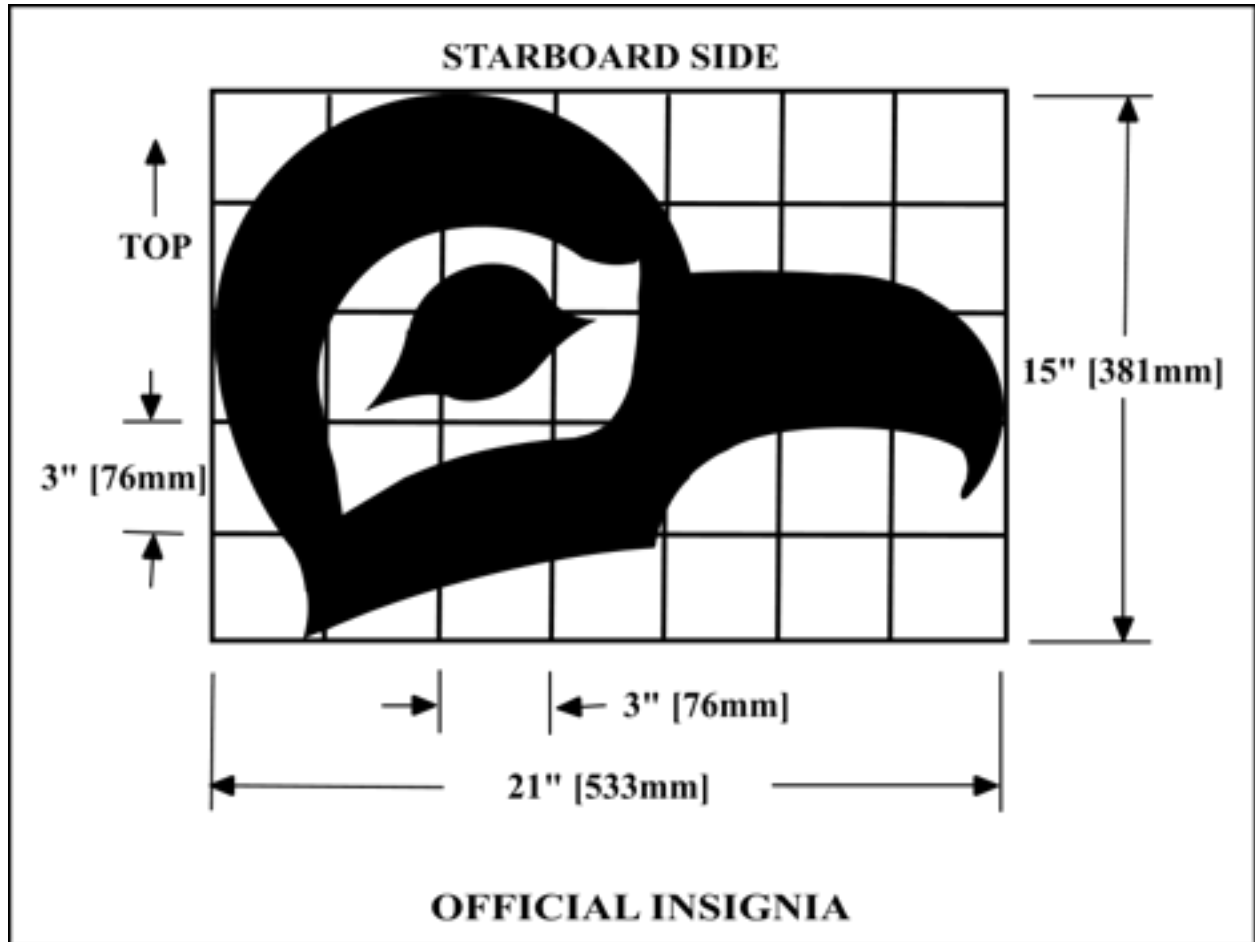 STARBOARD SIDE
TOP
15" [381mm]
3" [76mm]
3" [76mm]
21" [533mm]
OFFICIAL INSIGNIA